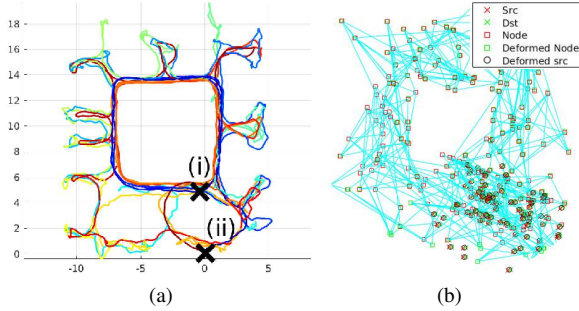 18
16
14
12
10
8
6
4
2
0
-10
-5
0
5
(i)
(ii)
Src
Dst
Node
Deformed Node
Deformed src
(a)
(b)